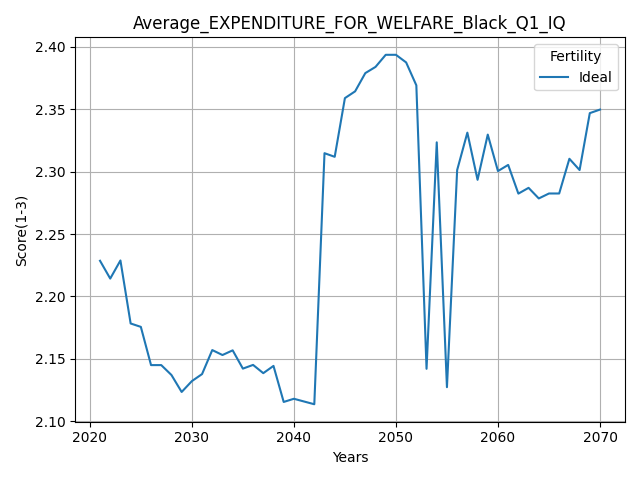 Average_EXPENDITURE_FOR_WELFARE_Black_Q1_IQ
Fertility
Ideal
Score(1-3)
2.40
2.35
2.30
2.25
2.20
2.15
2.10
2020 2030 2040 2050 2060 2070
Years